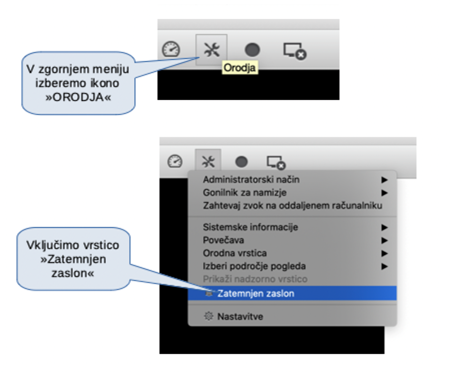 V zgornjem meniju
izberemo ikono
»ORODJA«
Orodja
Administratorski način
Gonilnik za namizje
Zahtevaj zvok na oddaljenem računalniku
Sistemske informacije
Povečava
Orodna vrstica
Izberi področje pogleda
Prikaži nadzorno vrstico
Zatemnjen zaslon
Nastavitve
Vključimo vrstico
»Zatemnjen
zaslon«